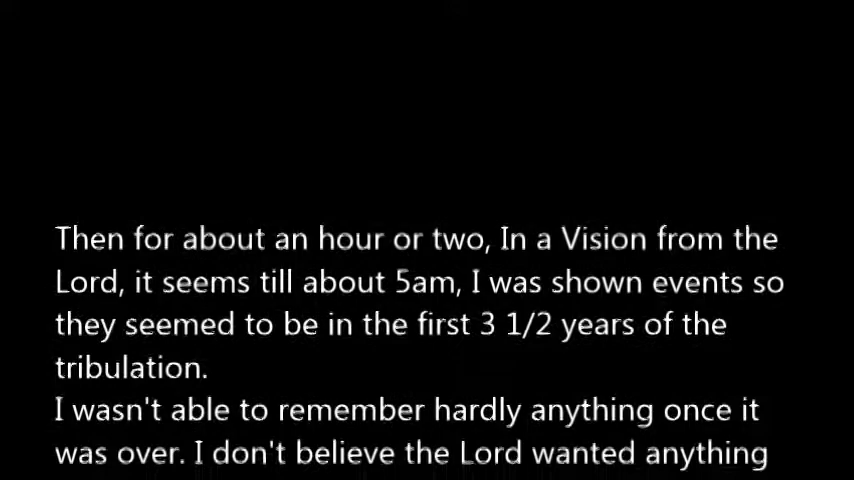 Then for about an hour or two, In a Vision from the
Lord, it seems till about 5am, I was shown events so
they seemed to be in the first 3 1/2 years of the
tribulation.
I wasn't able to remember hardly anything once it
was over. I don't believe the Lord wanted anything